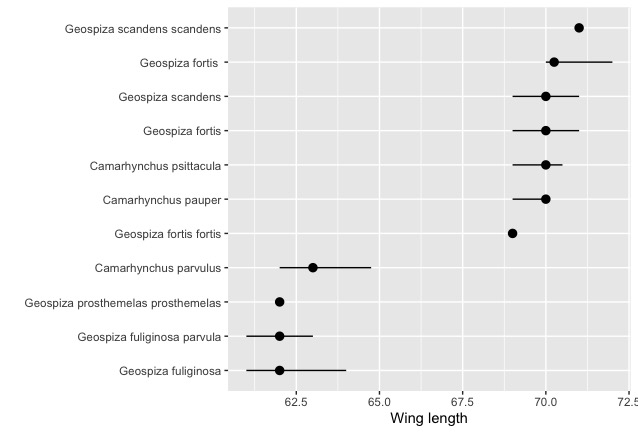 Geospiza scandens scandens
Geospiza fortis
Geospiza scandens
Geospiza fortis
Camarhynchus psittacula
Camarhynchus pauper
Geospiza fortis fortis
Camarhynchus parvulus
Geospiza prosthemelas prosthemelas
Geospiza fuliginosa parvula
Geospiza fuliginosa
62.5 65.0 67.5 70.0 72.5
Wing length